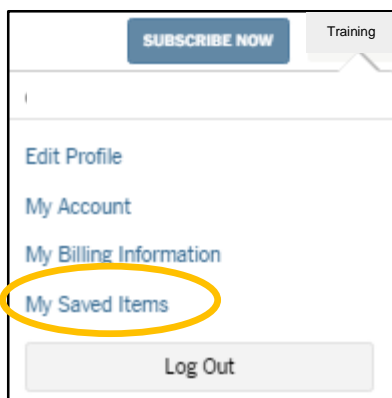 SUBSCRIBE NOW
Training
Edit Profile
My Account
My Billing Information
My Saved Items
Log Out